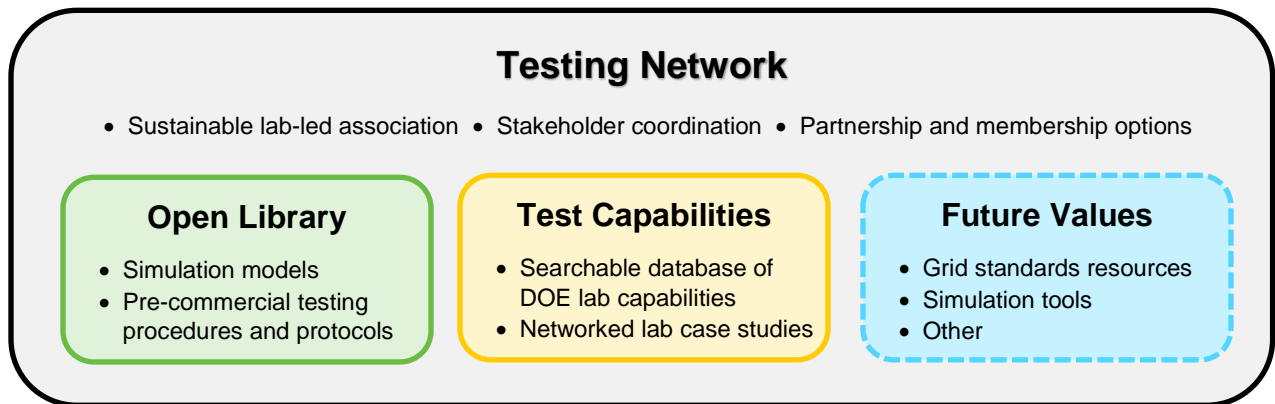 Testing Network
• Sustainable lab-led association • Stakeholder coordination • Partnership and membership options
Open Library
• Simulation models
• Pre-commercial testing
procedures and protocols
Test Capabilities
• Searchable database of
DOE lab capabilities
• Networked lab case studies
Future Values
• Grid standards resources
• Simulation tools
• Other